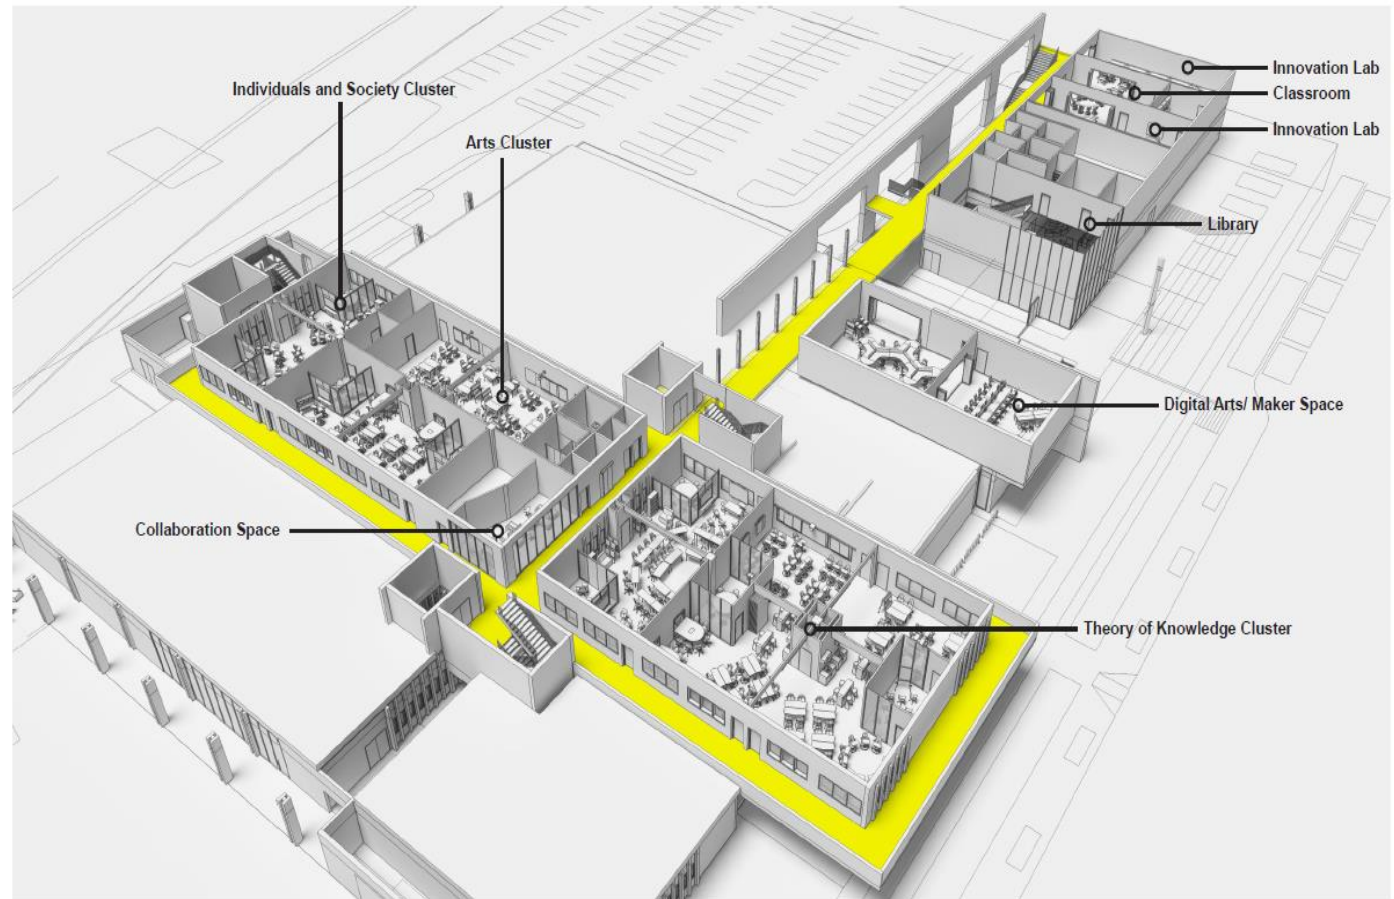 Innovation Lab
Individuals and Society Cluster
Classroom
Innovation Lab
Arts Cluster
Library
Digital Arts/ Maker Space
Collaboration Space
Theory of Knowledge Cluster